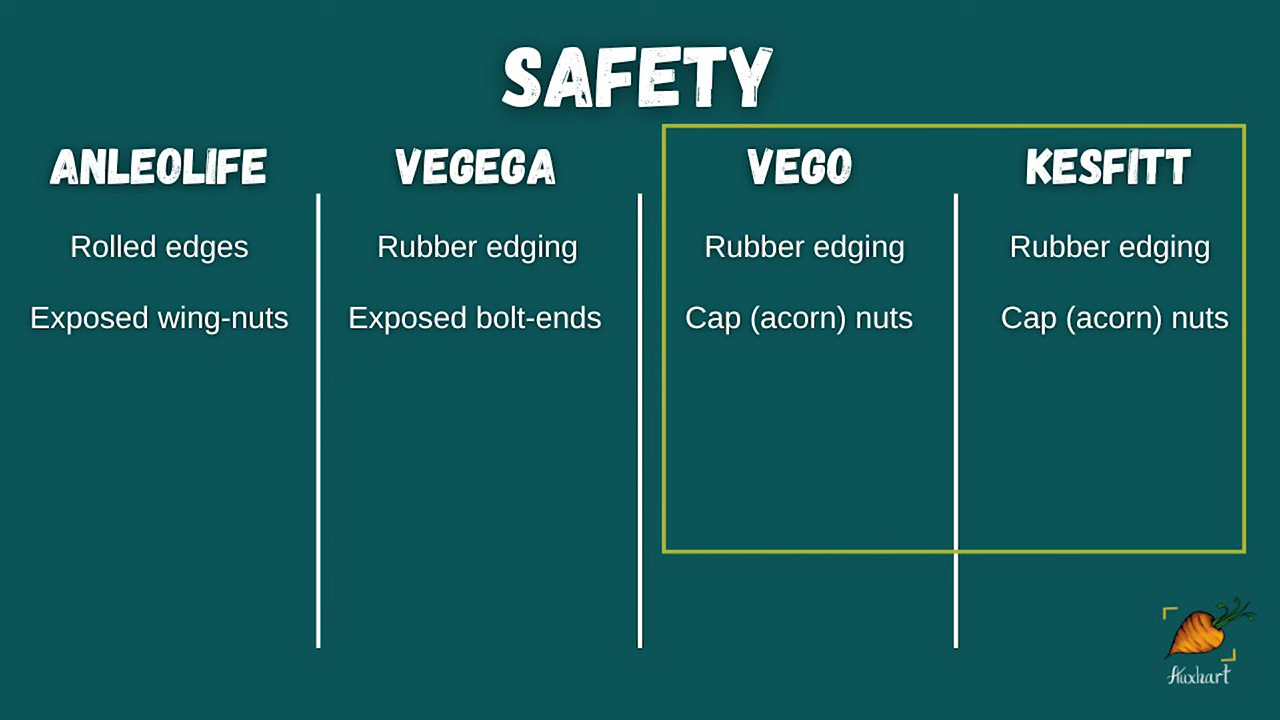 SAFETY
ANLEOLIFE
Rolled edges
Exposed wing-nuts
VEGEGA
Rubber edging
Exposed bolt-ends
VEGO
Rubber edging
Cap (acorn) nuts
KESFITT
Rubber edging
Cap (acorn) nuts
Auxhart